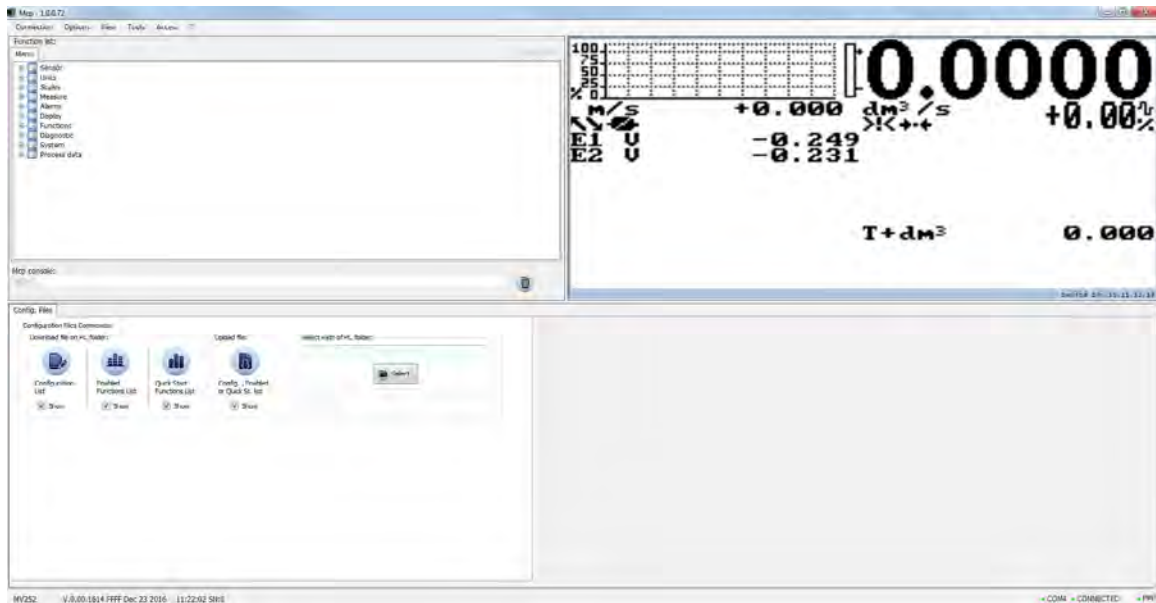 Mcp - 1.0.0.72
Connection Options View Tools Access ?
Function list:
Menu
Sensor
Units
Scales
Measure
Alarms
Display
Functions
Diagnostic
System
Process data
Mcp console:
100
75
50
25
% 0
0.0000
m/s +0.000 dm³/s +0.00%
E1 V -0.249
E2 V -0.231
T+dm³ 0.000
Config. Files
Configuration Files Commands:
Download file on PC folder:
Upload file:
Select Path of PC folder:
Configuration List
Enabled Functions List
Quick Start Functions List
Config., Enabled or Quick St. list
Select
Show
Show
Show
Show
MV252 V.0.00.1614 FFFF Dec 23 2016 11:22:02
COM4 CONNECTED